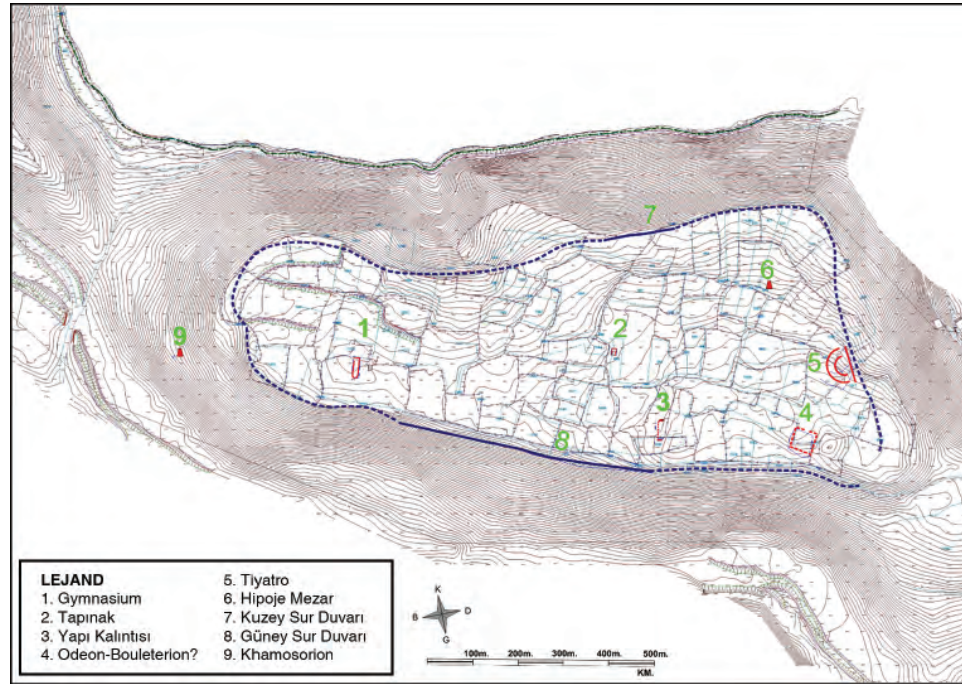 7
6
1
2
9
5
3
4
8
LEJAND
1. Gymnasium
2. Tapınak
3. Yapı Kalıntısı
4. Odeon-Bouleterion?
5. Tiyatro
6. Hipoje Mezar
7. Kuzey Sur Duvarı
8. Güney Sur Duvarı
9. Khamosorion
K
B D
G
100m. 200m. 300m. 400m. 500m.
KM.